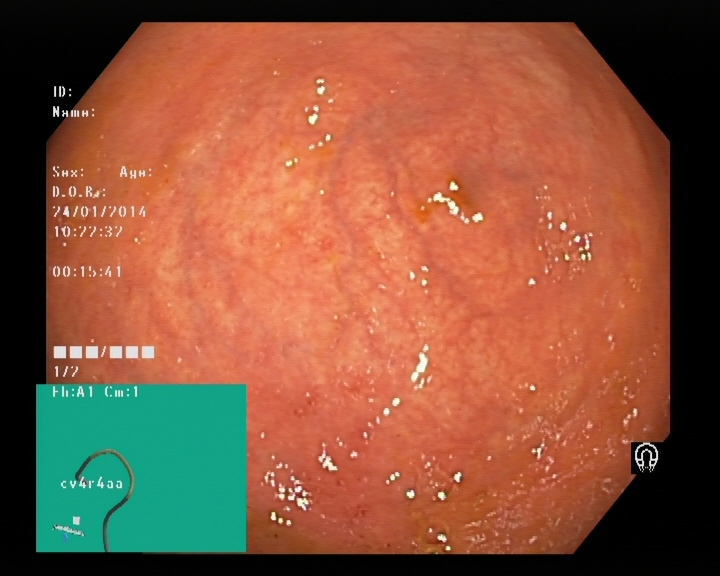 ID:
Name:
Sex: Age:
D.O.B.:
24/01/2014
10:22:32
00:15:41
■■■/■■■
1/2
Eh:A1 Cm:1
cv4r4aa